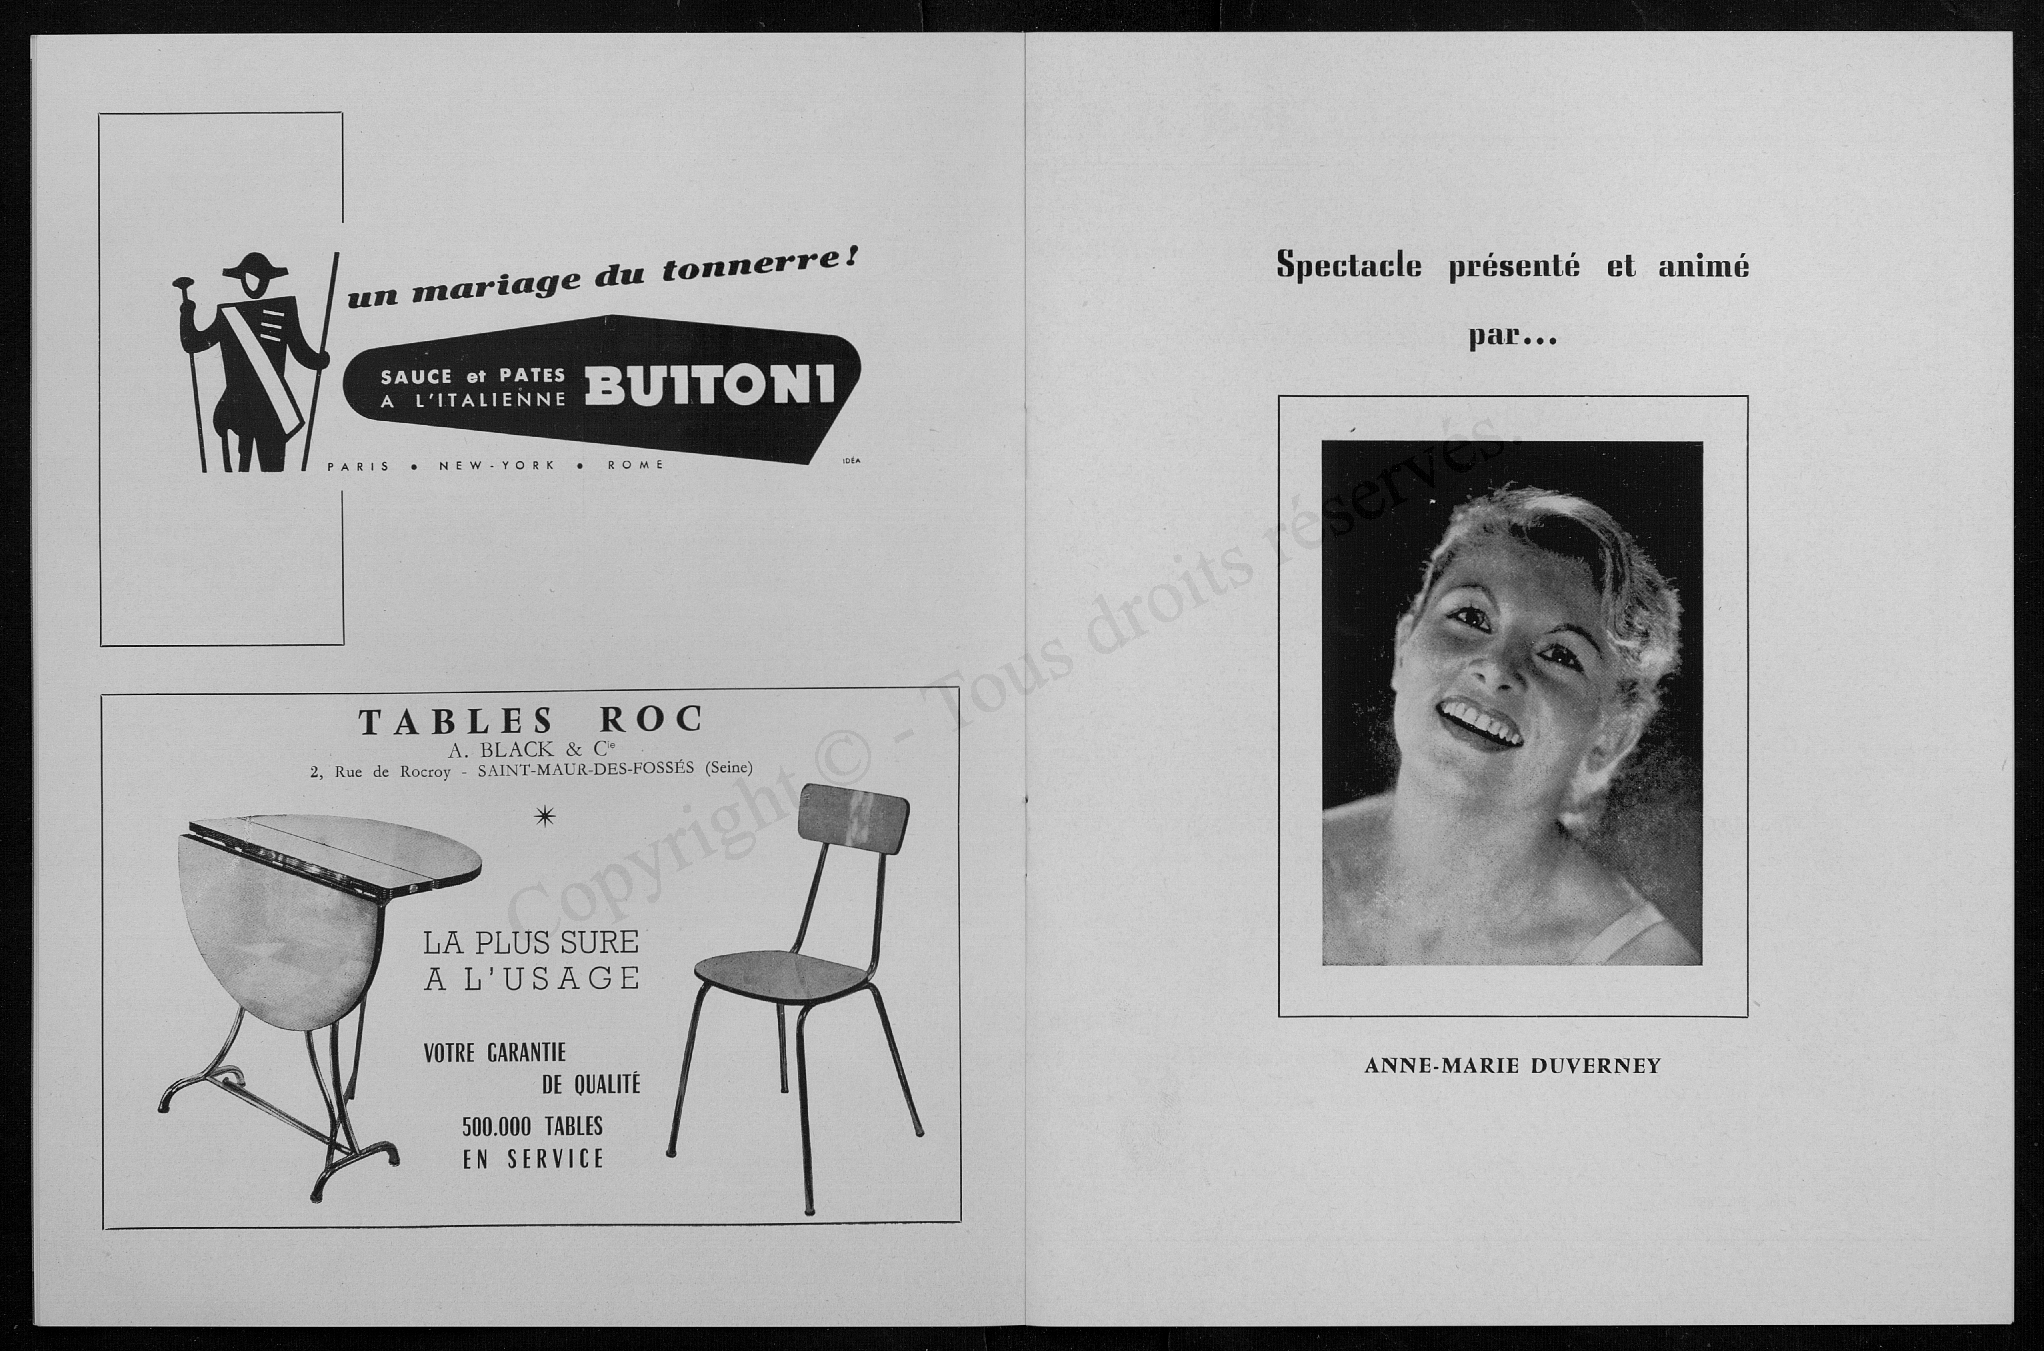 un mariage du tonnerre!
SAUCE et PATES
A L'ITALIENNE
BUITONI
PARIS • NEW-YORK • ROME
IDÉA
TABLES ROC
A. BLACK & Cie
2, Rue de Rocroy - SAINT-MAUR-DES-FOSSÉS (Seine)
LA PLUS SURE
A L'USAGE
VOTRE GARANTIE
DE QUALITÉ
500.000 TABLES
EN SERVICE
Spectacle présenté et animé
par...
ANNE-MARIE DUVERNEY
Copyright © - Tous droits réservés.